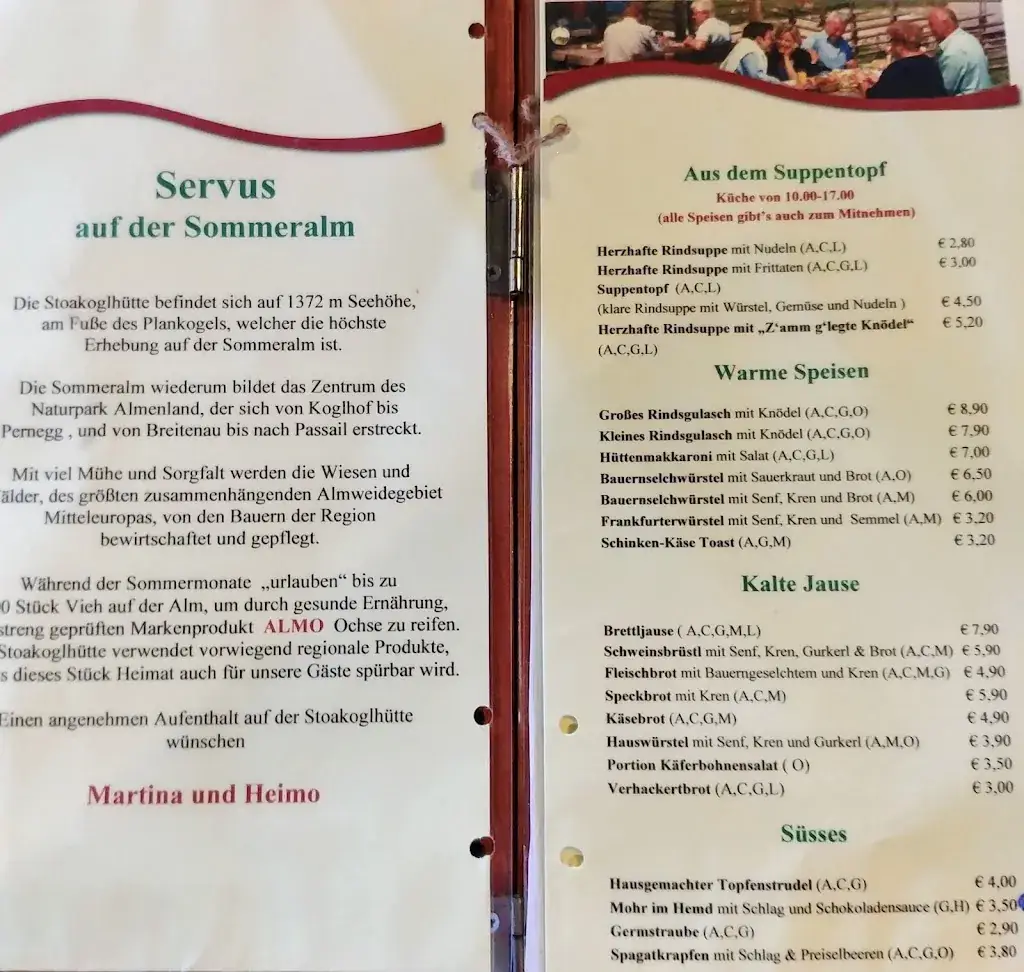 Servus
auf der Sommeralm
Die Stoakoglhütte befindet sich auf 1372 m Seehöhe,
am Fuße des Plankogels, welcher die höchste
Erhebung auf der Sommeralm ist.
Die Sommeralm wiederum bildet das Zentrum des
Naturpark Almenland, der sich von Koglhof bis
Pernegg , und von Breitenau bis nach Passail erstreckt.
Mit viel Mühe und Sorgfalt werden die Wiesen und
älder, des größten zusammenhängenden Almweidegebiet
Mitteleuropas, von den Bauern der Region
bewirtschaftet und gepflegt.
Während der Sommermonate „urlauben“ bis zu
0 Stück Vieh auf der Alm, um durch gesunde Ernährung,
streng geprüften Markenprodukt ALMO Ochse zu reifen.
Stoakoglhütte verwendet vorwiegend regionale Produkte,
s dieses Stück Heimat auch für unsere Gäste spürbar wird.
Einen angenehmen Aufenthalt auf der Stoakoglhütte
wünschen
Martina und Heimo
Aus dem Suppentopf
Küche von 10.00-17.00
(alle Speisen gibt's auch zum Mitnehmen)
Herzhafte Rindsuppe mit Nudeln (A,C,L) € 2,80
Herzhafte Rindsuppe mit Frittaten (A,C,G,L) € 3,00
Suppentopf (A,C,L)
(klare Rindsuppe mit Würstel, Gemüse und Nudeln ) € 4,50
Herzhafte Rindsuppe mit „Z‘amm g‘legte Knödel“ € 5,20
(A,C,G,L)
Warme Speisen
Großes Rindsgulasch mit Knödel (A,C,G,O) € 8,90
Kleines Rindsgulasch mit Knödel (A,C,G,O) € 7,90
Hüttenmakkaroni mit Salat (A,C,G,L) € 7,00
Bauernselchwürstel mit Sauerkraut und Brot (A,O) € 6,50
Bauernselchwürstel mit Senf, Kren und Brot (A,M) € 6,00
Frankfurterwürstel mit Senf, Kren und Semmel (A,M) € 3,20
Schinken-Käse Toast (A,G,M) € 3,20
Kalte Jause
Brettljause ( A,C,G,M,L) € 7,90
Schweinsbrüstl mit Senf, Kren, Gurkerl & Brot (A,C,M) € 5,90
Fleischbrot mit Bauerngeselchtem und Kren (A,C,M,G) € 4,90
Speckbrot mit Kren (A,C,M) € 5,90
Käsebrot (A,C,G,M) € 4,90
Hauswürstel mit Senf, Kren und Gurkerl (A,M,O) € 3,90
Portion Käferbohnensalat ( O) € 3,50
Verhackertbrot (A,C,G,L) € 3,00
Süsses
Hausgemachter Topfenstrudel (A,C,G) € 4,00
Mohr im Hemd mit Schlag und Schokoladensauce (G,H) € 3,50
Germstraube (A,C,G) € 2,90
Spagatkrapfen mit Schlag & Preiselbeeren (A,C,G,O) € 3,80